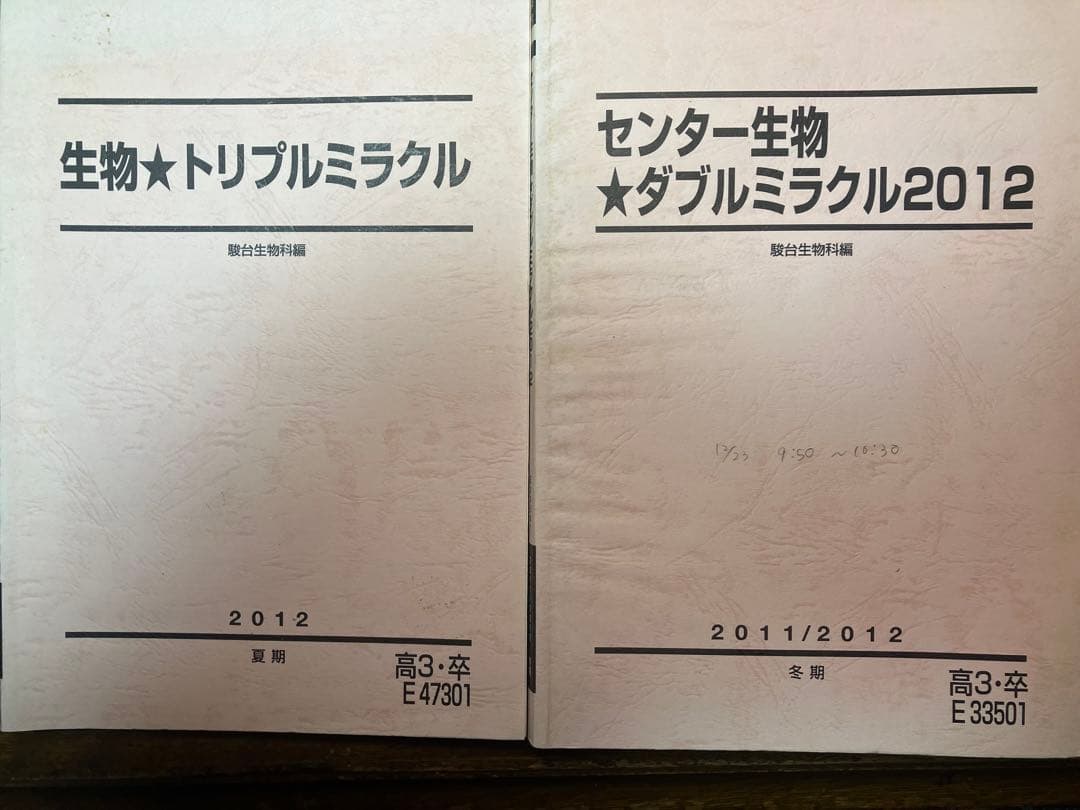 生物★トリプルミラクル
駿台生物科編
2012
夏期
高3・卒
E47301
センター生物
★ダブルミラクル2012
駿台生物科編
12/23 9:50 ~10:30
2011/2012
冬期
高3・卒
E33501